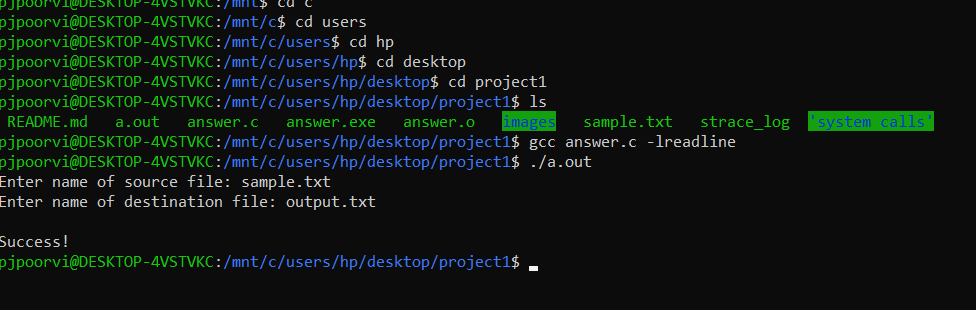 pjpoorvi@DESKTOP-4VSTVKC:/mnt$ cd c
pjpoorvi@DESKTOP-4VSTVKC:/mnt/c$ cd users
pjpoorvi@DESKTOP-4VSTVKC:/mnt/c/users$ cd hp
pjpoorvi@DESKTOP-4VSTVKC:/mnt/c/users/hp$ cd desktop
pjpoorvi@DESKTOP-4VSTVKC:/mnt/c/users/hp/desktop$ cd project1
pjpoorvi@DESKTOP-4VSTVKC:/mnt/c/users/hp/desktop/project1$ ls
README.md  a.out  answer.c  answer.exe  answer.o  images  sample.txt  strace_log  'system calls'
pjpoorvi@DESKTOP-4VSTVKC:/mnt/c/users/hp/desktop/project1$ gcc answer.c -lreadline
pjpoorvi@DESKTOP-4VSTVKC:/mnt/c/users/hp/desktop/project1$ ./a.out
Enter name of source file: sample.txt
Enter name of destination file: output.txt
Success!
pjpoorvi@DESKTOP-4VSTVKC:/mnt/c/users/hp/desktop/project1$